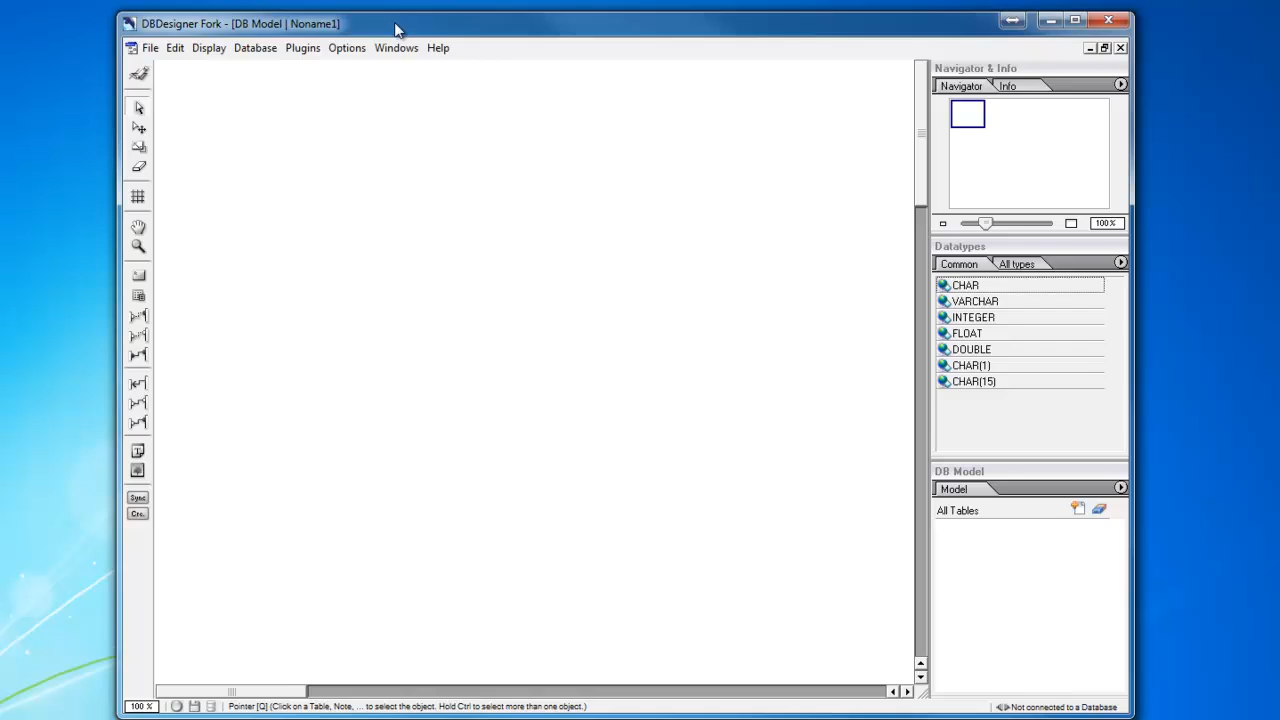 DBDesigner Fork - [DB Model | Noname1]
File Edit Display Database Plugins Options Windows Help
Navigator & Info
Navigator Info
100%
Datatypes
Common All types
CHAR
VARCHAR
INTEGER
FLOAT
DOUBLE
CHAR(1)
CHAR(15)
DB Model
Model
All Tables
Sync
Cre.
100 %
Pointer [Q] (Click on a Table, Note, ... to select the object. Hold Ctrl to select more than one object.)
Not connected to a Database